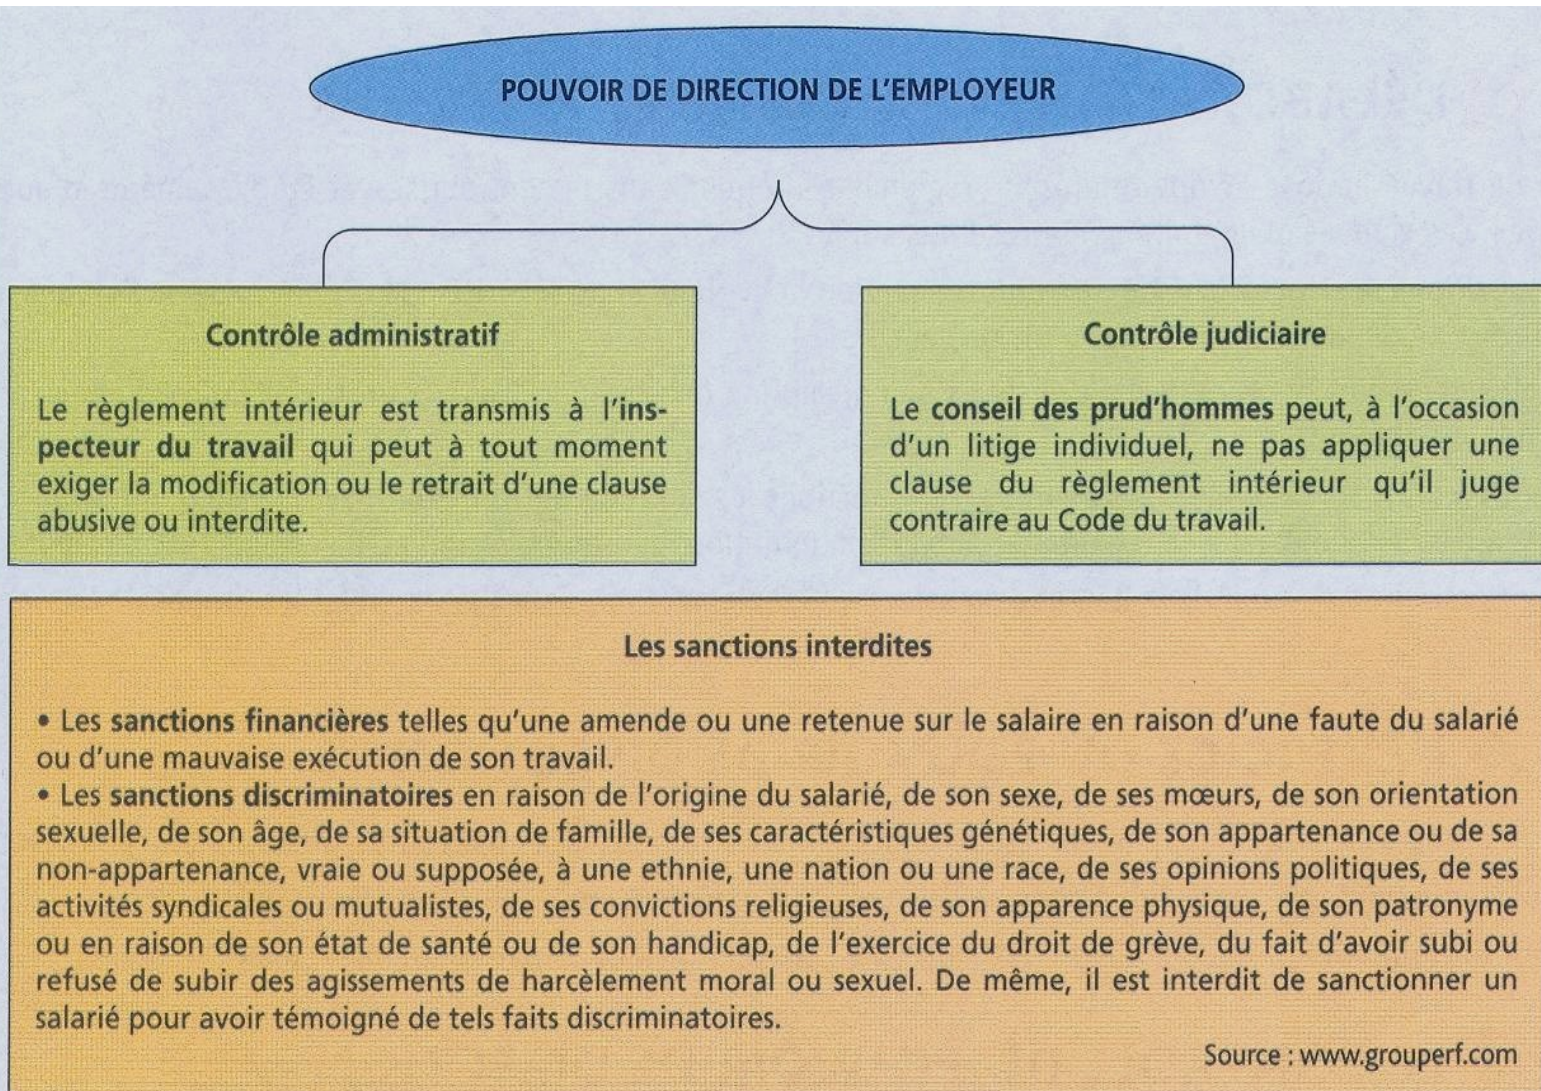 POUVOIR DE DIRECTION DE L'EMPLOYEUR
Contrôle administratif
Le règlement intérieur est transmis à l'ins-
pecteur du travail qui peut à tout moment
exiger la modification ou le retrait d'une clause
abusive ou interdite.
Contrôle judiciaire
Le conseil des prud'hommes peut, à l'occasion
d'un litige individuel, ne pas appliquer une
clause du règlement intérieur qu'il juge
contraire au Code du travail.
Les sanctions interdites
• Les sanctions financières telles qu'une amende ou une retenue sur le salaire en raison d'une faute du salarié
ou d'une mauvaise exécution de son travail.
• Les sanctions discriminatoires en raison de l'origine du salarié, de son sexe, de ses mœurs, de son orientation
sexuelle, de son âge, de sa situation de famille, de ses caractéristiques génétiques, de son appartenance ou de sa
non-appartenance, vraie ou supposée, à une ethnie, une nation ou une race, de ses opinions politiques, de ses
activités syndicales ou mutualistes, de ses convictions religieuses, de son apparence physique, de son patronyme
ou en raison de son état de santé ou de son handicap, de l'exercice du droit de grève, du fait d'avoir subi ou
refusé de subir des agissements de harcèlement moral ou sexuel. De même, il est interdit de sanctionner un
salarié pour avoir témoigné de tels faits discriminatoires.
Source : www.grouperf.com